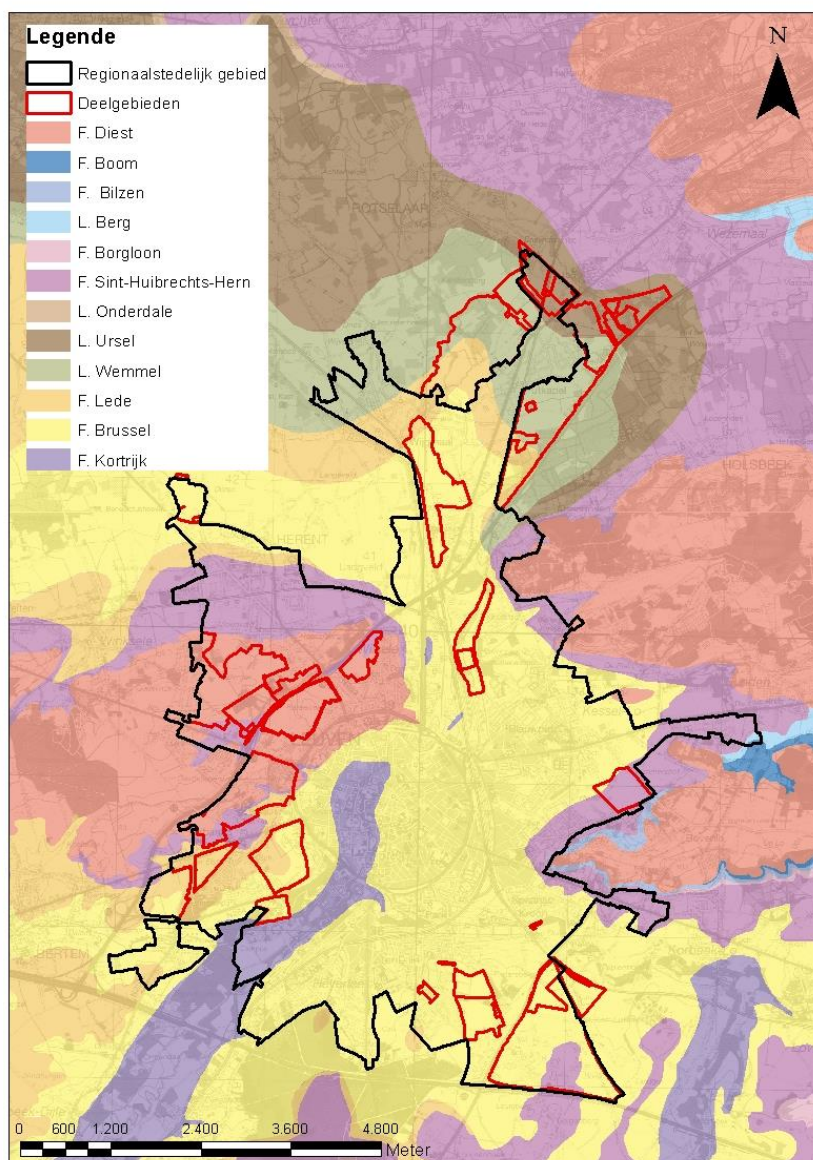 Legende
Regionaalstedelijk gebied
Deelgebieden
F. Diest
F. Boom
F. Bilzen
L. Berg
F. Borgloon
F. Sint-Huibrechts-Hern
L. Onderdale
L. Ursel
L. Wemmel
F. Lede
F. Brussel
F. Kortrijk
N
ROTSELAAR
Wezemaal
HOLSBEEK
HERENT
BERTEM
0 600 1.200 2.400 3.600 4.800
Meter